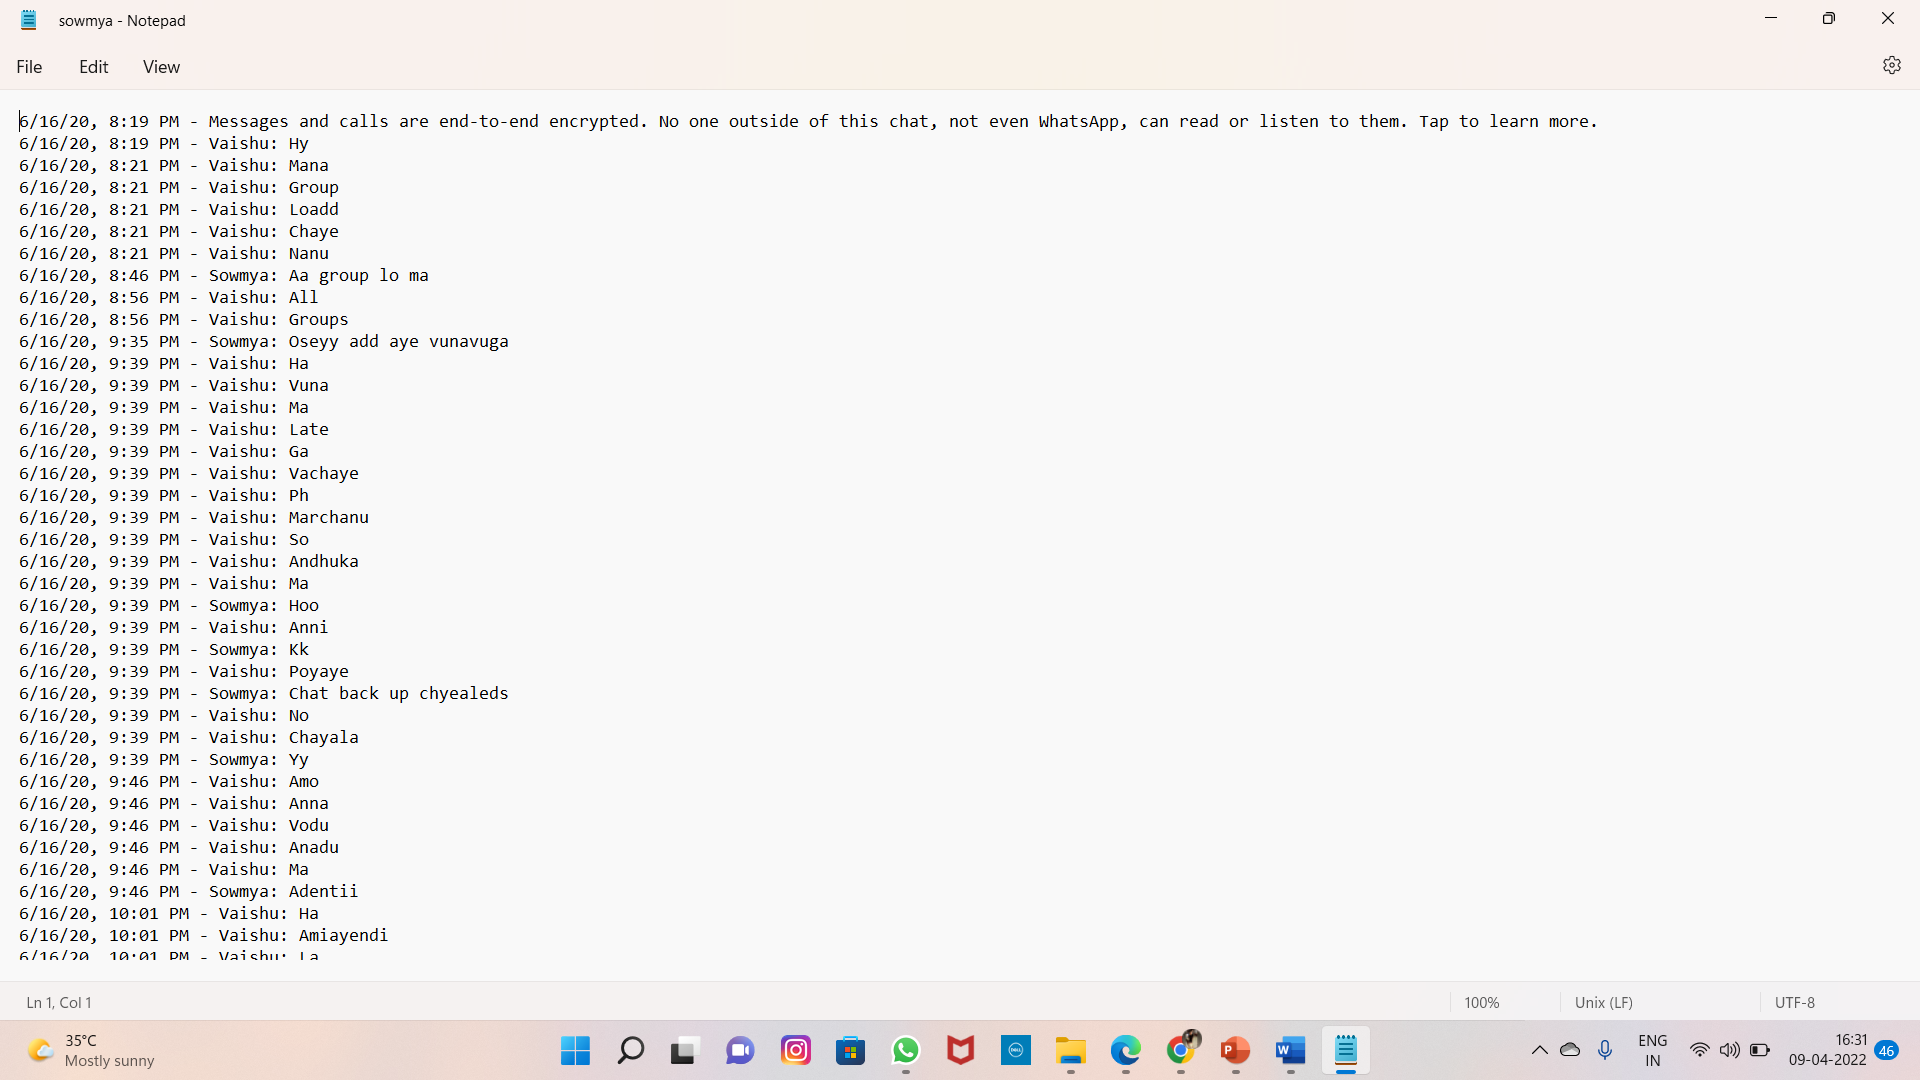 sowmya - Notepad
File Edit View
6/16/20, 8:19 PM - Messages and calls are end-to-end encrypted. No one outside of this chat, not even WhatsApp, can read or listen to them. Tap to learn more.
6/16/20, 8:19 PM - Vaishu: Hy
6/16/20, 8:21 PM - Vaishu: Mana
6/16/20, 8:21 PM - Vaishu: Group
6/16/20, 8:21 PM - Vaishu: Loadd
6/16/20, 8:21 PM - Vaishu: Chaye
6/16/20, 8:21 PM - Vaishu: Nanu
6/16/20, 8:46 PM - Sowmya: Aa group lo ma
6/16/20, 8:56 PM - Vaishu: All
6/16/20, 8:56 PM - Vaishu: Groups
6/16/20, 9:35 PM - Sowmya: Oseyy add aye vunavuga
6/16/20, 9:39 PM - Vaishu: Ha
6/16/20, 9:39 PM - Vaishu: Vuna
6/16/20, 9:39 PM - Vaishu: Ma
6/16/20, 9:39 PM - Vaishu: Late
6/16/20, 9:39 PM - Vaishu: Ga
6/16/20, 9:39 PM - Vaishu: Vachaye
6/16/20, 9:39 PM - Vaishu: Ph
6/16/20, 9:39 PM - Vaishu: Marchanu
6/16/20, 9:39 PM - Vaishu: So
6/16/20, 9:39 PM - Vaishu: Andhuka
6/16/20, 9:39 PM - Vaishu: Ma
6/16/20, 9:39 PM - Sowmya: Hoo
6/16/20, 9:39 PM - Vaishu: Anni
6/16/20, 9:39 PM - Sowmya: Kk
6/16/20, 9:39 PM - Vaishu: Poyaye
6/16/20, 9:39 PM - Sowmya: Chat back up chyealeds
6/16/20, 9:39 PM - Vaishu: No
6/16/20, 9:39 PM - Vaishu: Chayala
6/16/20, 9:39 PM - Sowmya: Yy
6/16/20, 9:46 PM - Vaishu: Amo
6/16/20, 9:46 PM - Vaishu: Anna
6/16/20, 9:46 PM - Vaishu: Vodu
6/16/20, 9:46 PM - Vaishu: Anadu
6/16/20, 9:46 PM - Vaishu: Ma
6/16/20, 9:46 PM - Sowmya: Adentii
6/16/20, 10:01 PM - Vaishu: Ha
6/16/20, 10:01 PM - Vaishu: Amiayendi
6/16/20, 10:01 PM - Vaishu: La
Ln 1, Col 1 100% Unix (LF) UTF-8
35°C
Mostly sunny
ENG
IN
16:31
09-04-2022
46